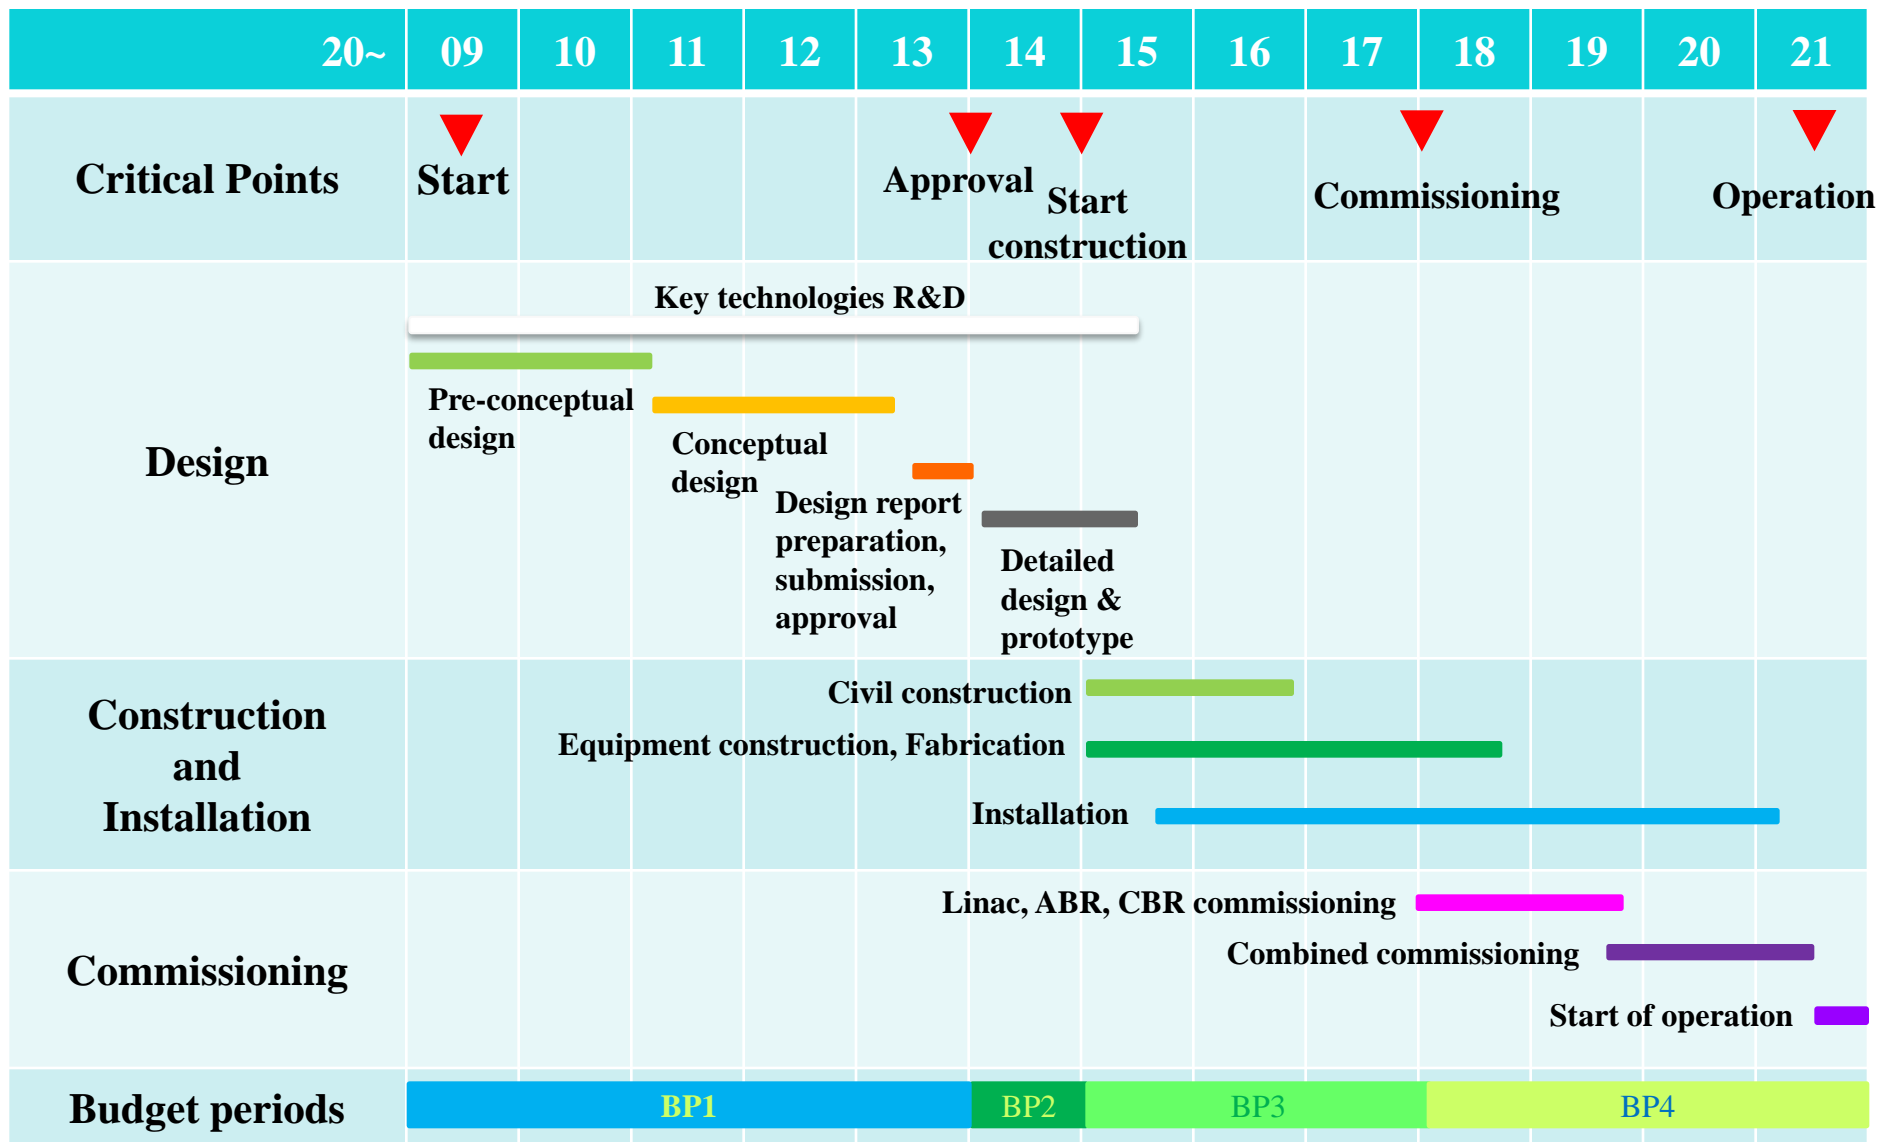 20~ 09 10 11 12 13 14 15 16 17 18 19 20 21
Critical Points
Start
Approval
Start
construction
Commissioning
Operation
Design
Key technologies R&D
Pre-conceptual
design
Conceptual
design
Design report
preparation,
submission,
approval
Detailed
design &
prototype
Construction
and
Installation
Civil construction
Equipment construction, Fabrication
Installation
Commissioning
Linac, ABR, CBR commissioning
Combined commissioning
Start of operation
Budget periods
BP1 BP2 BP3 BP4